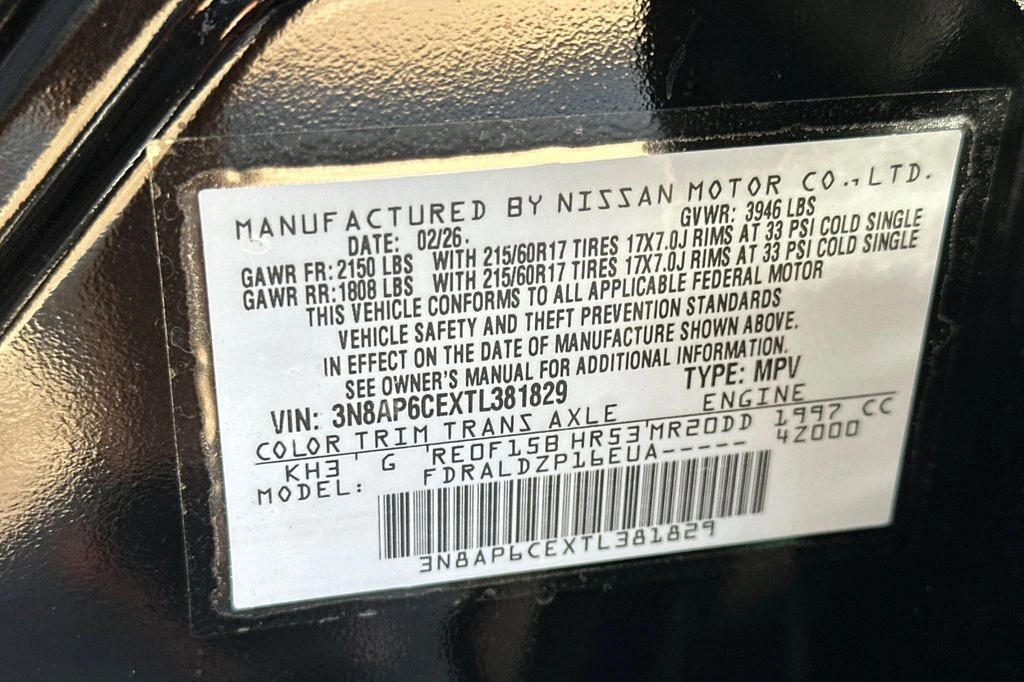 MANUFACTURED BY NISSAN MOTOR CO.,LTD.
DATE: 02/26. GVWR: 3946 LBS
GAWR FR: 2150 LBS WITH 215/60R17 TIRES 17X7.0J RIMS AT 33 PSI COLD SINGLE
GAWR RR: 1808 LBS WITH 215/60R17 TIRES 17X7.0J RIMS AT 33 PSI COLD SINGLE
THIS VEHICLE CONFORMS TO ALL APPLICABLE FEDERAL MOTOR
VEHICLE SAFETY AND THEFT PREVENTION STANDARDS
IN EFFECT ON THE DATE OF MANUFACTURE SHOWN ABOVE.
SEE OWNER'S MANUAL FOR ADDITIONAL INFORMATION.
VIN: 3N8AP6CEXTL381829 TYPE: MPV
COLOR TRIM TRANS AXLE ENGINE
KH3 ' G 'RE0F15B HR53'MR20DD 1997 CC
MODEL: FDRALDZP16EUA----- 4Z000
3N8AP6CEXTL381829